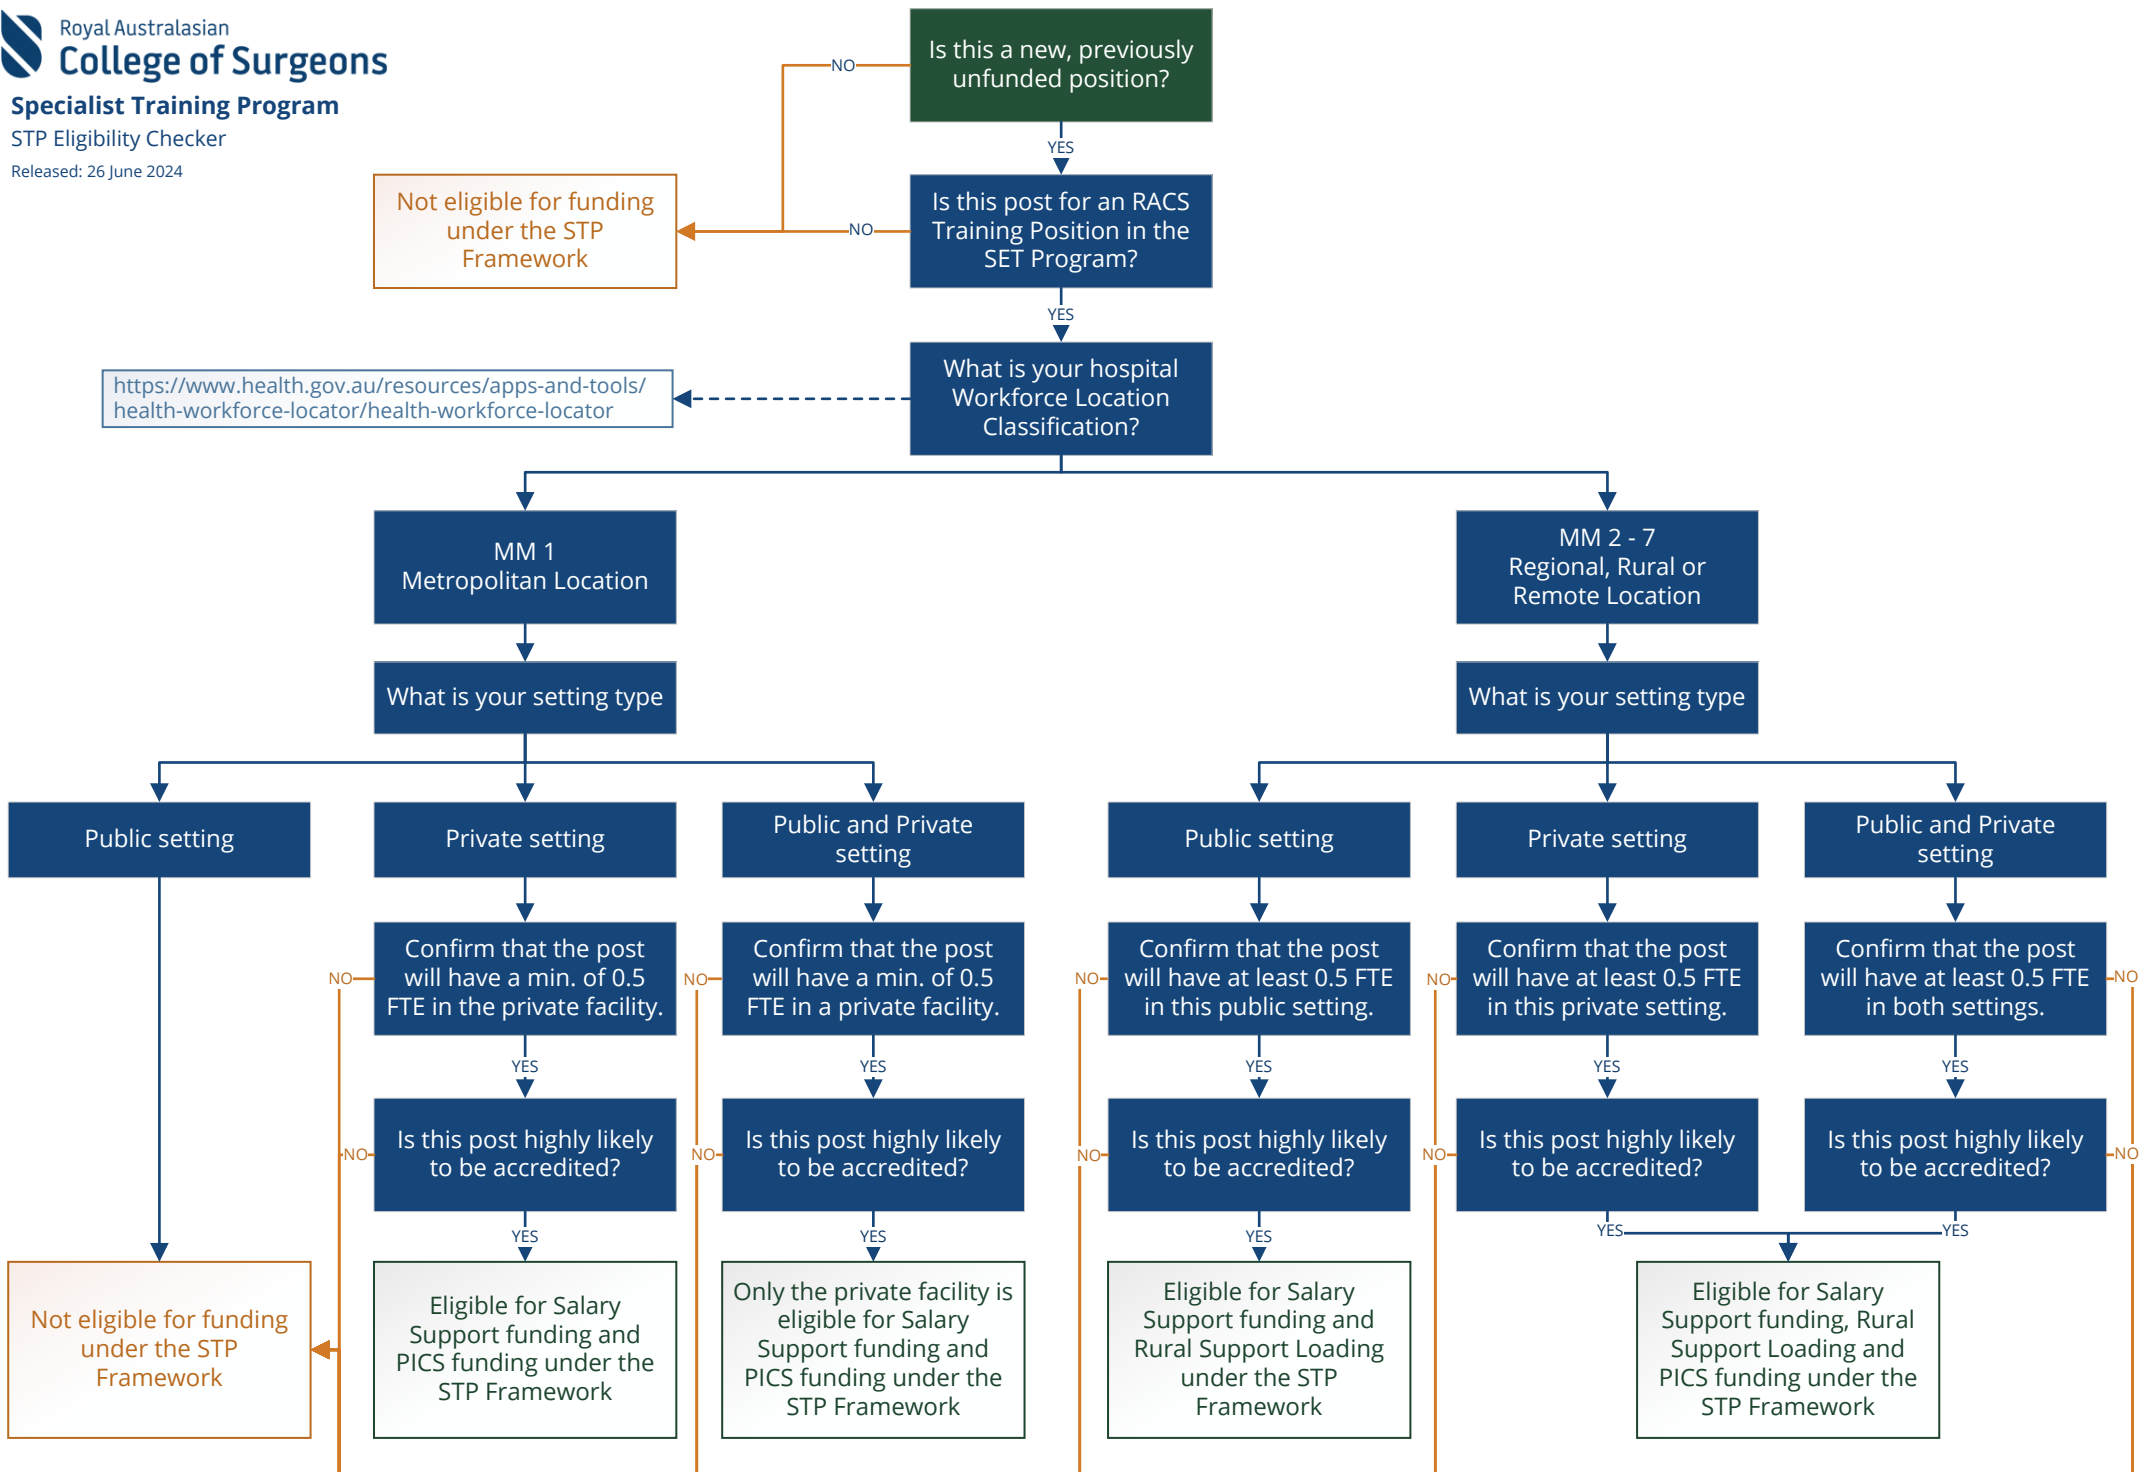 Royal Australasian
College of Surgeons
Specialist Training Program
STP Eligibility Checker
Released: 26 June 2024
Is this a new, previously
unfunded position?
NO
YES
Not eligible for funding
under the STP
Framework
NO
Is this post for an RACS
Training Position in the
SET Program?
YES
https://www.health.gov.au/resources/apps-and-tools/
health-workforce-locator/health-workforce-locator
What is your hospital
Workforce Location
Classification?
MM 1
Metropolitan Location
MM 2 - 7
Regional, Rural or
Remote Location
What is your setting type
What is your setting type
Public setting
Private setting
Public and Private
setting
Public setting
Private setting
Public and Private
setting
NO
Confirm that the post
will have a min. of 0.5
FTE in the private facility.
NO
Confirm that the post
will have a min. of 0.5
FTE in a private facility.
NO
Confirm that the post
will have at least 0.5 FTE
in this public setting.
NO
Confirm that the post
will have at least 0.5 FTE
in this private setting.
Confirm that the post
will have at least 0.5 FTE
in both settings.
NO
YES
YES
YES
YES
YES
NO
Is this post highly likely
to be accredited?
NO
Is this post highly likely
to be accredited?
NO
Is this post highly likely
to be accredited?
NO
Is this post highly likely
to be accredited?
Is this post highly likely
to be accredited?
NO
YES
YES
YES
YES
YES
Not eligible for funding
under the STP
Framework
Eligible for Salary
Support funding and
PICS funding under the
STP Framework
Only the private facility is
eligible for Salary
Support funding and
PICS funding under the
STP Framework
Eligible for Salary
Support funding and
Rural Support Loading
under the STP
Framework
Eligible for Salary
Support funding, Rural
Support Loading and
PICS funding under the
STP Framework